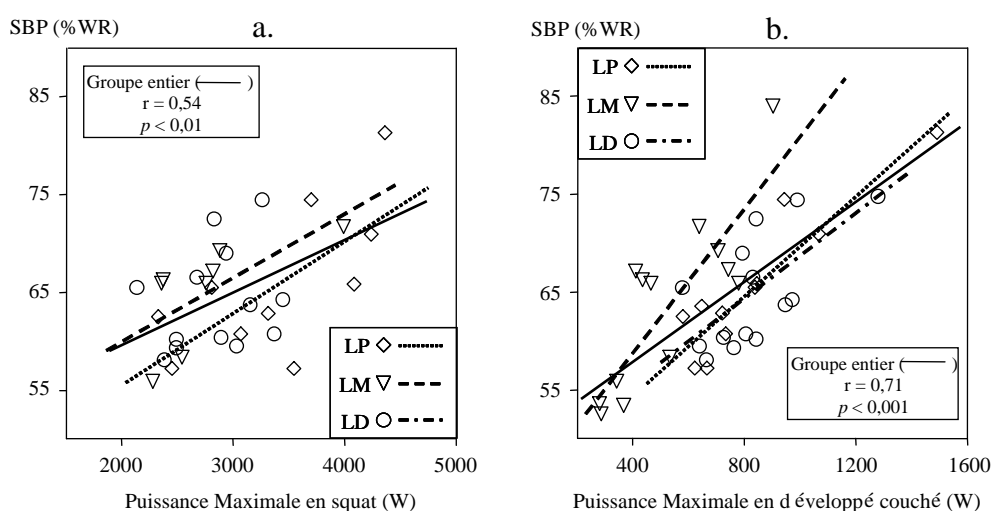 SBP (%WR)
a.
Groupe entier ( )
r = 0,54
p < 0,01
85
75
65
55
LP
LM
LD
2000 3000 4000 5000
Puissance Maximale en squat (W)
SBP (%WR)
b.
LP
LM
LD
85
75
65
55
Groupe entier ( )
r = 0,71
p < 0,001
400 800 1200 1600
Puissance Maximale en d éveloppé couché (W)